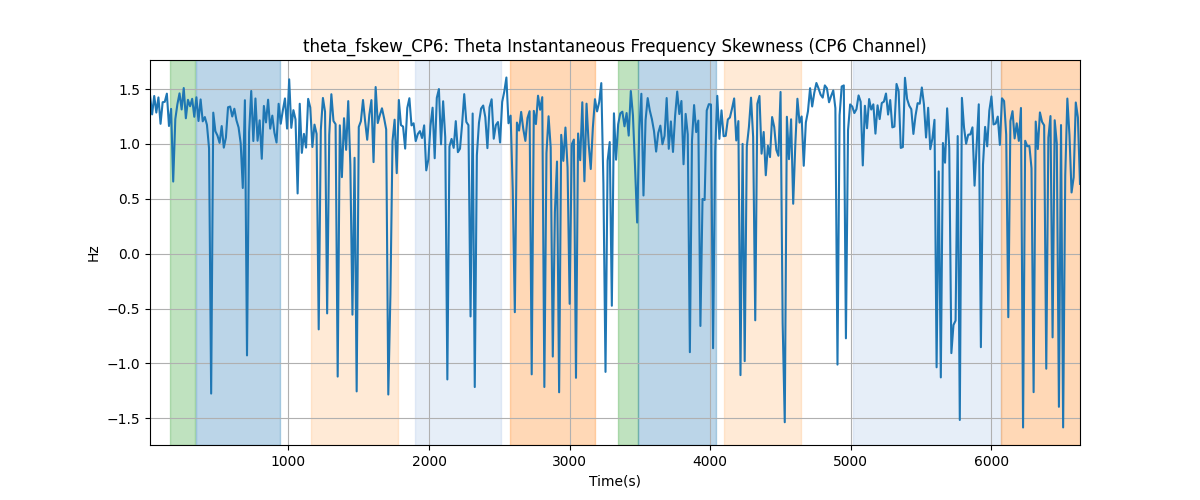 theta_fskew_CP6: Theta Instantaneous Frequency Skewness (CP6 Channel)
1.5
1.0
0.5
0.0
−0.5
−1.0
−1.5
Hz
1000 2000 3000 4000 5000 6000
Time(s)